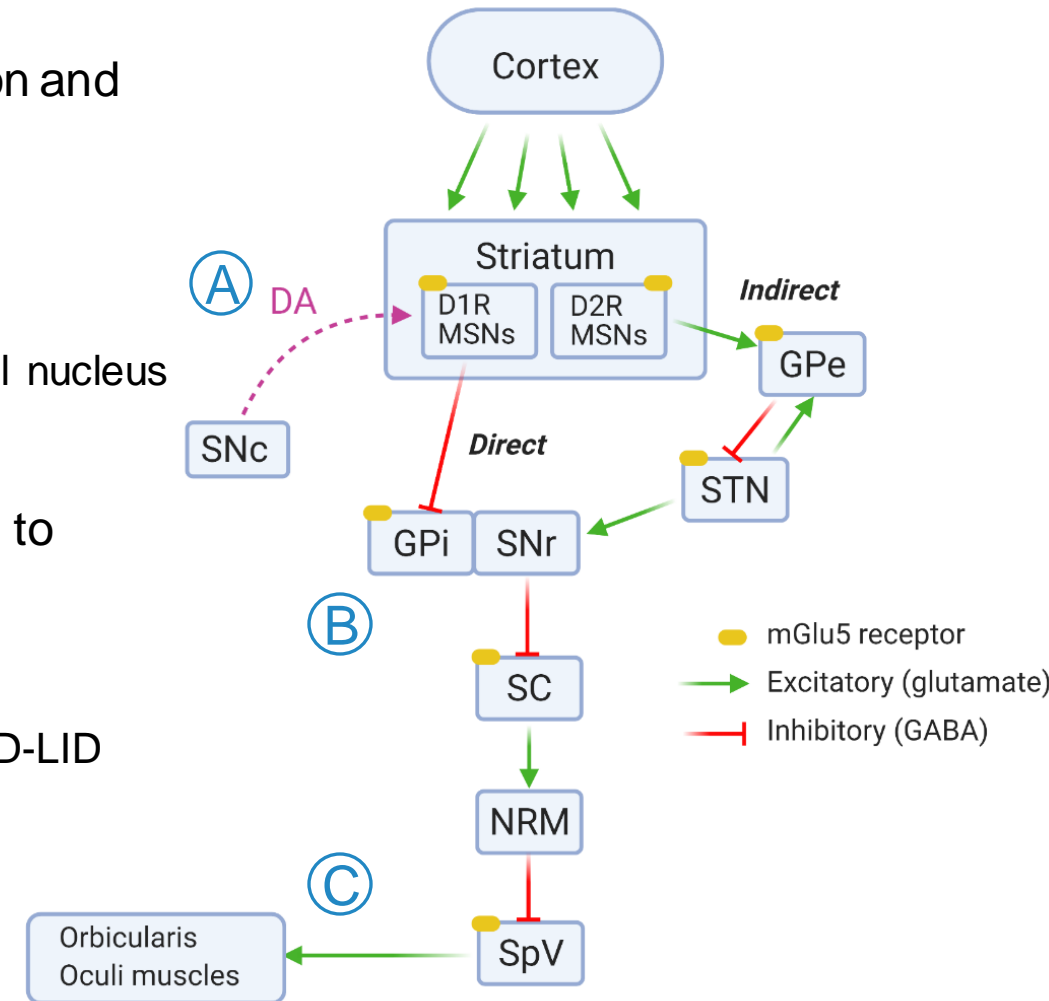 on and
l nucleus
to
D-LID
Cortex
Striatum
D1R
MSNs
D2R
MSNs
Indirect
A
DA
GPe
SNc
Direct
STN
GPi
SNr
B
mGlu5 receptor
SC
Excitatory (glutamate)
Inhibitory (GABA)
NRM
C
Orbicularis
Oculi muscles
SpV